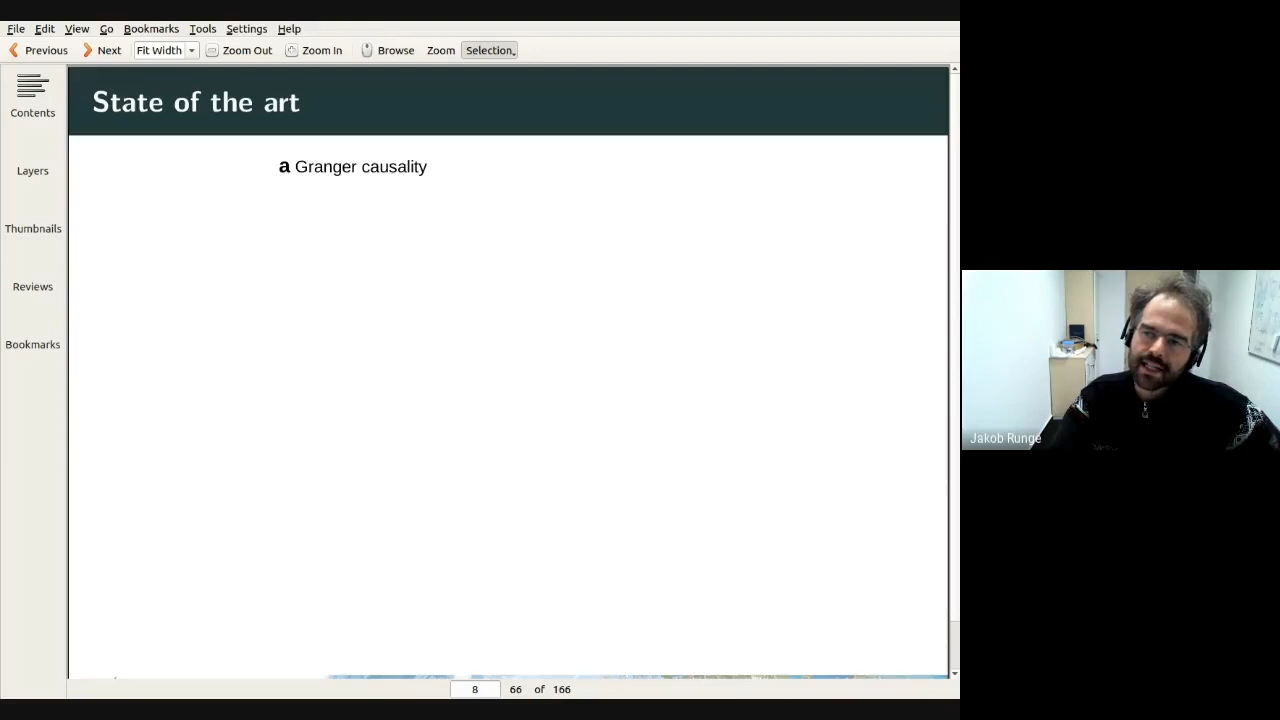 File Edit View Go Bookmarks Tools Settings Help
Previous Next Fit Width Zoom Out Zoom In Browse Zoom Selection
Contents
Layers
Thumbnails
Reviews
Bookmarks
State of the art
a Granger causality
Jakob Runge
8 66 of 166